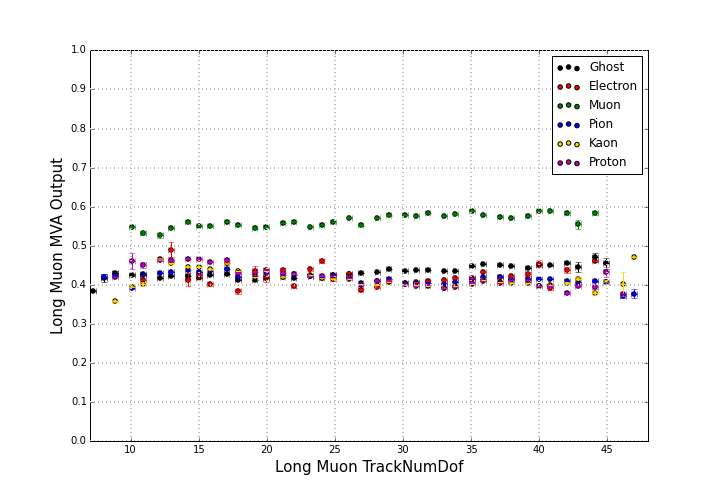 1.0
0.9
0.8
0.7
0.6
0.5
0.4
0.3
0.2
0.1
0.0
10 15 20 25 30 35 40 45
Long Muon TrackNumDof
Long Muon MVA Output
Ghost
Electron
Muon
Pion
Kaon
Proton